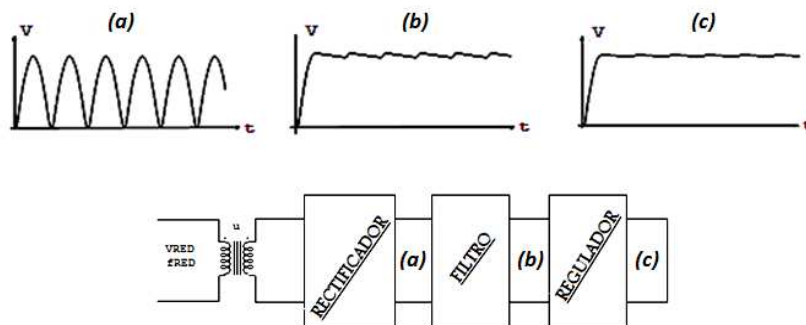 (a) (b) (c)
V V V
t t t
u
VRED
fRED
RECTIFICADOR
(a)
FILTRO
(b)
REGULADOR
(c)